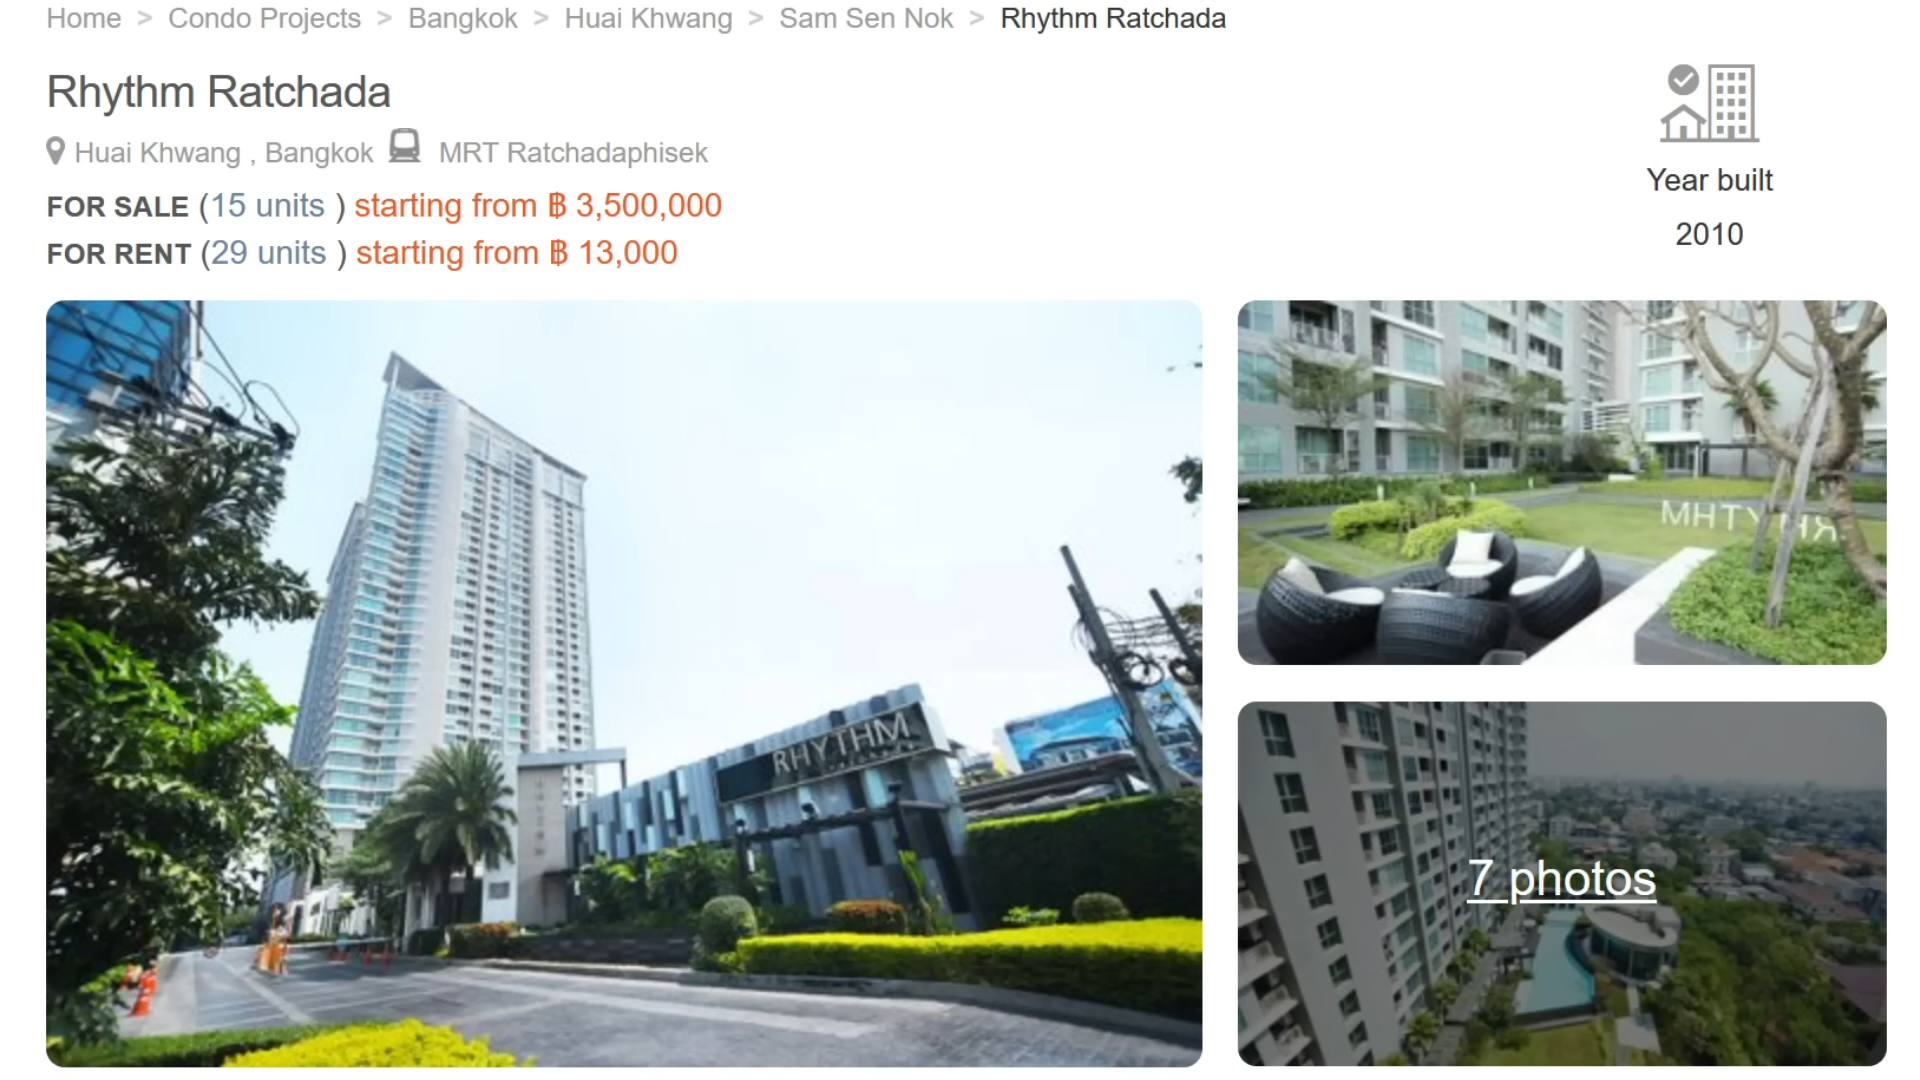 Home > Condo Projects > Bangkok > Huai Khwang > Sam Sen Nok > Rhythm Ratchada
Rhythm Ratchada
Huai Khwang , Bangkok MRT Ratchadaphisek
FOR SALE (15 units ) starting from ฿ 3,500,000
FOR RENT (29 units ) starting from ฿ 13,000
Year built
2010
RHYTHM
RHYTHM
7 photos